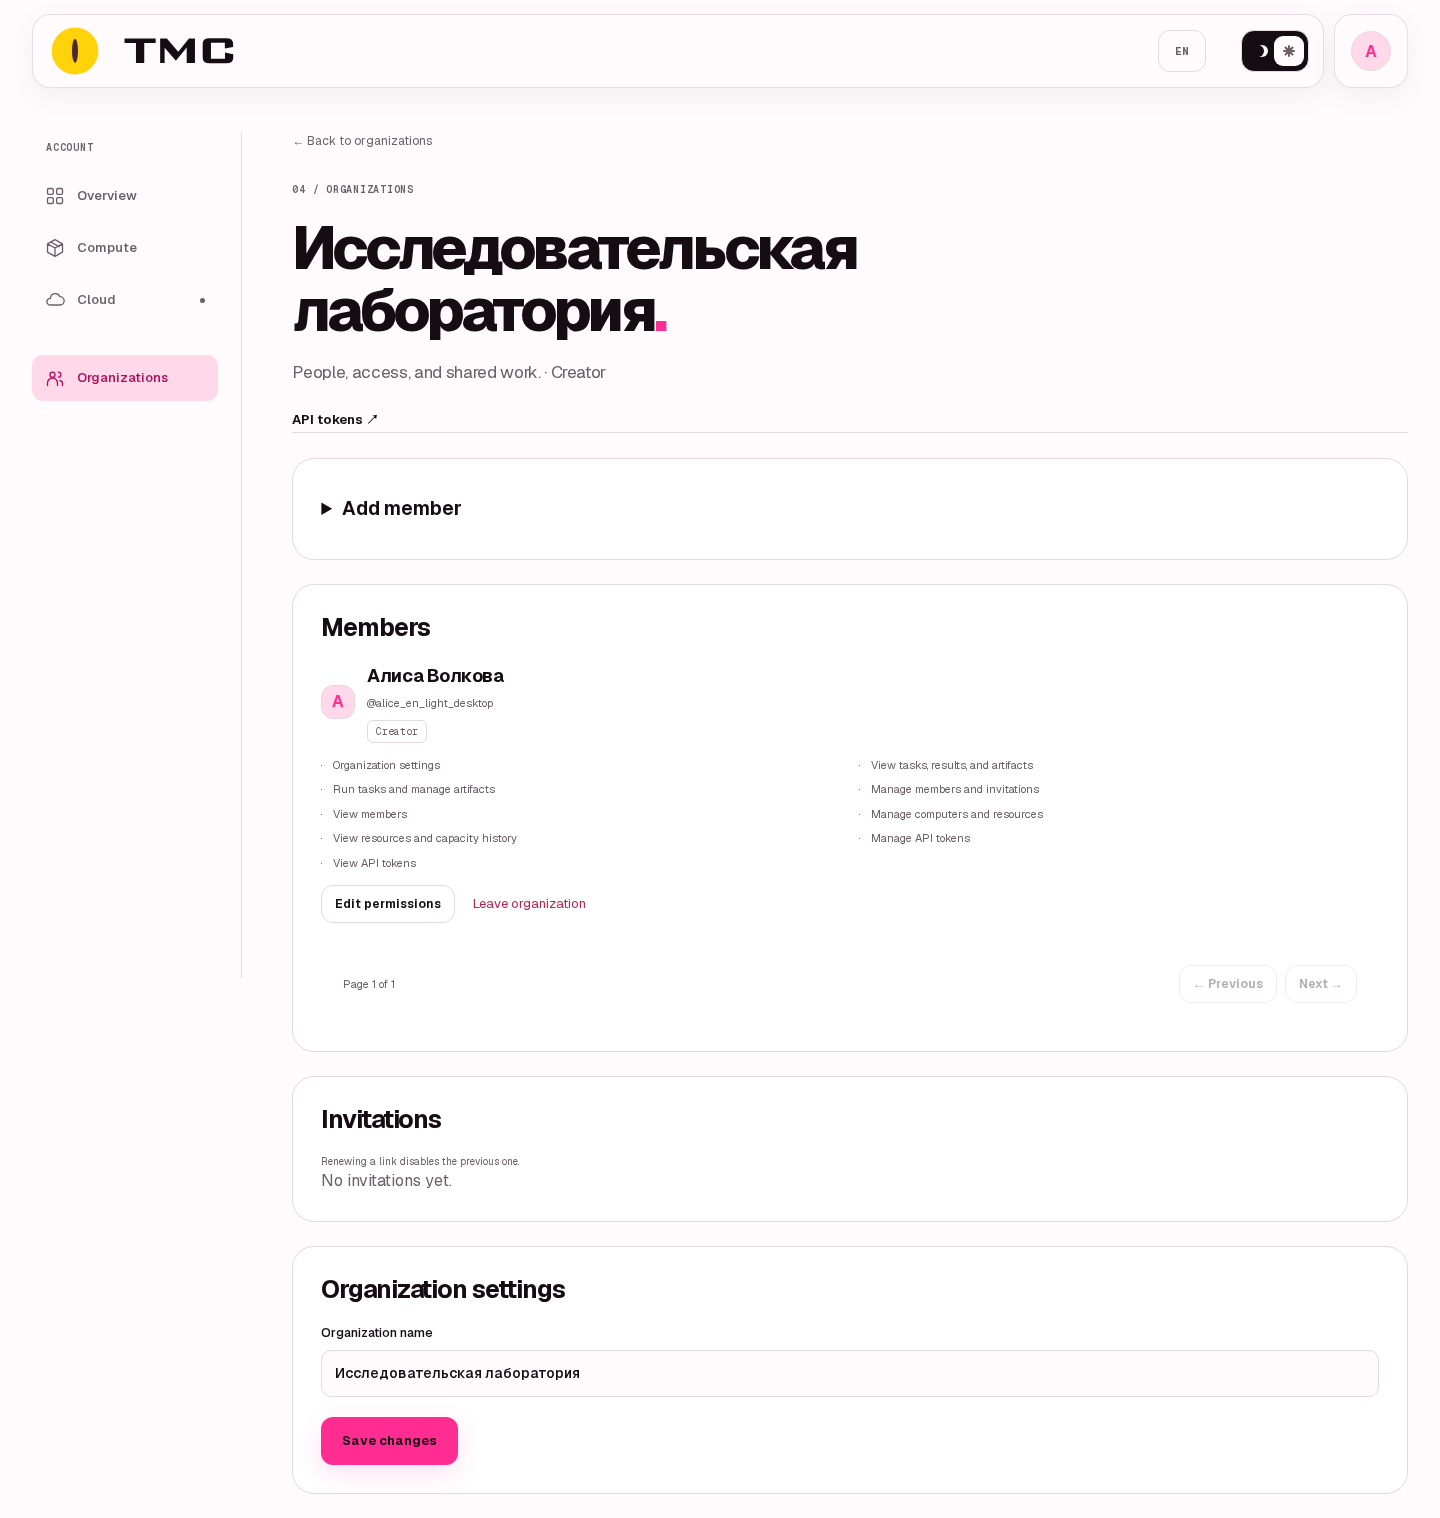 TMC
EN
A
ACCOUNT
Overview
Compute
Cloud
Organizations
← Back to organizations
04 / ORGANIZATIONS
Исследовательская
лаборатория.
People, access, and shared work. · Creator
API tokens ↗
Add member
Members
A
Алиса Волкова
@alice_en_light_desktop
Creator
· Organization settings
· View tasks, results, and artifacts
· Run tasks and manage artifacts
· Manage members and invitations
· View members
· Manage computers and resources
· View resources and capacity history
· Manage API tokens
· View API tokens
Edit permissions
Leave organization
Page 1 of 1
← Previous
Next →
Invitations
Renewing a link disables the previous one.
No invitations yet.
Organization settings
Organization name
Исследовательская лаборатория
Save changes